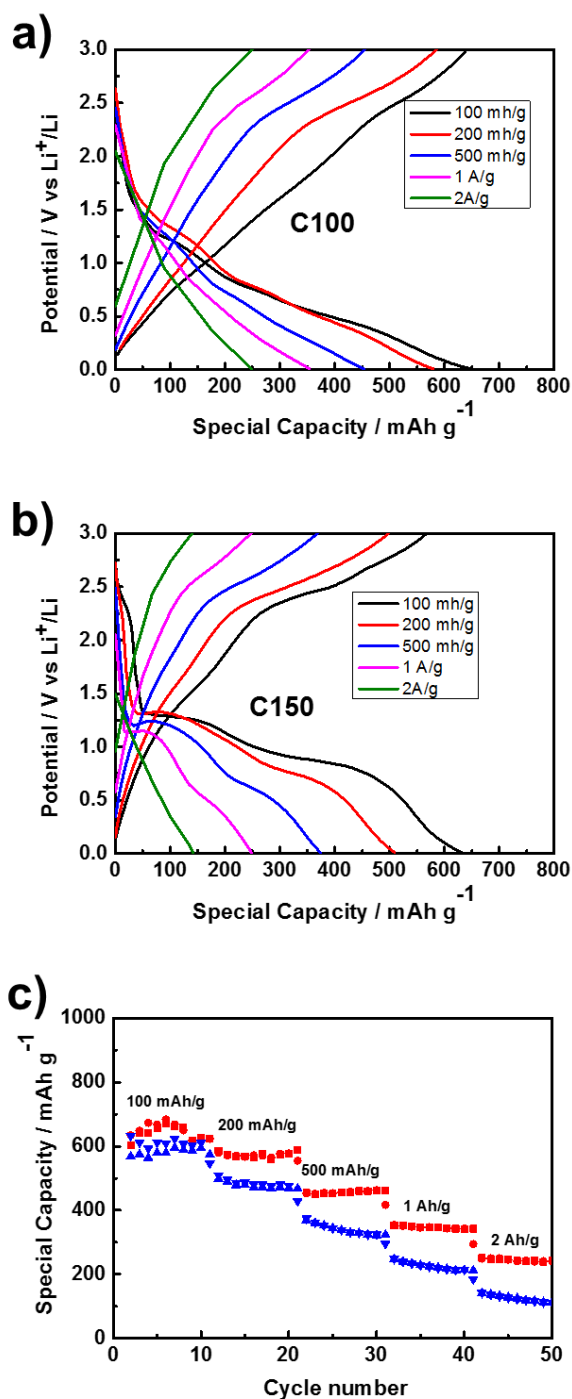 a)
3.0
2.5
2.0
1.5
1.0
0.5
0.0
Potential / V vs Li⁺/Li
100 mh/g
200 mh/g
500 mh/g
1 A/g
2A/g
C100
0 100 200 300 400 500 600 700 800
Special Capacity / mAh g⁻¹
b)
3.0
2.5
2.0
1.5
1.0
0.5
0.0
Potential / V vs Li⁺/Li
100 mh/g
200 mh/g
500 mh/g
1 A/g
2A/g
C150
0 100 200 300 400 500 600 700 800
Special Capacity / mAh g⁻¹
c)
1000
800
600
400
200
0
Special Capacity / mAh g⁻¹
100 mAh/g
200 mAh/g
500 mAh/g
1 Ah/g
2 Ah/g
0 10 20 30 40 50
Cycle number